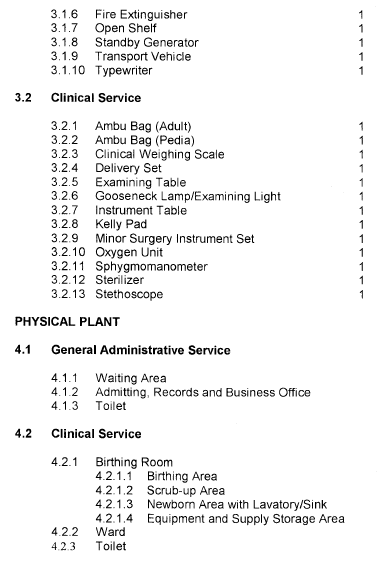 3.1.6 Fire Extinguisher 1
3.1.7 Open Shelf 1
3.1.8 Standby Generator 1
3.1.9 Transport Vehicle 1
3.1.10 Typewriter 1
3.2 Clinical Service
3.2.1 Ambu Bag (Adult) 1
3.2.2 Ambu Bag (Pedia) 1
3.2.3 Clinical Weighing Scale 1
3.2.4 Delivery Set 1
3.2.5 Examining Table 1
3.2.6 Gooseneck Lamp/Examining Light 1
3.2.7 Instrument Table 1
3.2.8 Kelly Pad 1
3.2.9 Minor Surgery Instrument Set 1
3.2.10 Oxygen Unit 1
3.2.11 Sphygmomanometer 1
3.2.12 Sterilizer 1
3.2.13 Stethoscope 1
PHYSICAL PLANT
4.1 General Administrative Service
4.1.1 Waiting Area
4.1.2 Admitting, Records and Business Office
4.1.3 Toilet
4.2 Clinical Service
4.2.1 Birthing Room
4.2.1.1 Birthing Area
4.2.1.2 Scrub-up Area
4.2.1.3 Newborn Area with Lavatory/Sink
4.2.1.4 Equipment and Supply Storage Area
4.2.2 Ward
4.2.3 Toilet